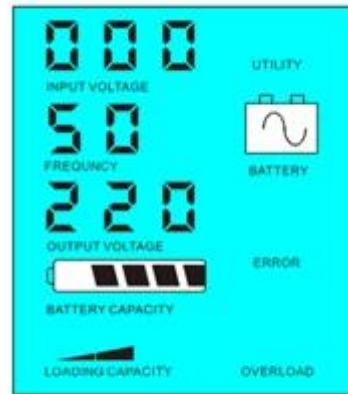 000
UTILITY
INPUT VOLTAGE
50
FREQUNCY
BATTERY
220
OUTPUT VOLTAGE
ERROR
BATTERY CAPACITY
LOADING CAPACITY
OVERLOAD